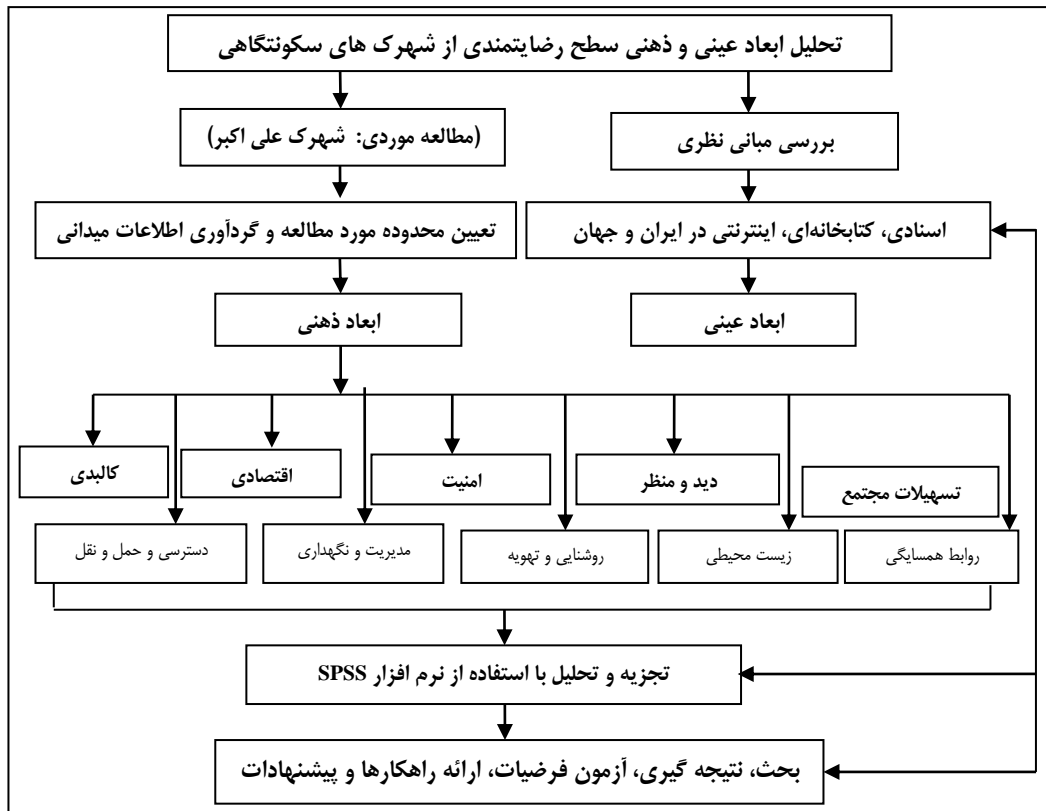 تحلیل ابعاد عینی و ذهنی سطح رضایتمندی از شهرک های سکونتگاهی
بررسی مبانی نظری
(مطالعه موردی: شهرک علی اکبر)
اسنادی، کتابخانه‌ای، اینترنتی در ایران و جهان
تعیین محدوده مورد مطالعه و گردآوری اطلاعات میدانی
ابعاد عینی
ابعاد ذهنی
تسهیلات مجتمع
دید و منظر
امنیت
اقتصادی
کالبدی
روابط همسایگی
زیست محیطی
روشنایی و تهویه
مدیریت و نگهداری
دسترسی و حمل و نقل
تجزیه و تحلیل با استفاده از نرم افزار SPSS
بحث، نتیجه گیری، آزمون فرضیات، ارائه راهکارها و پیشنهادات